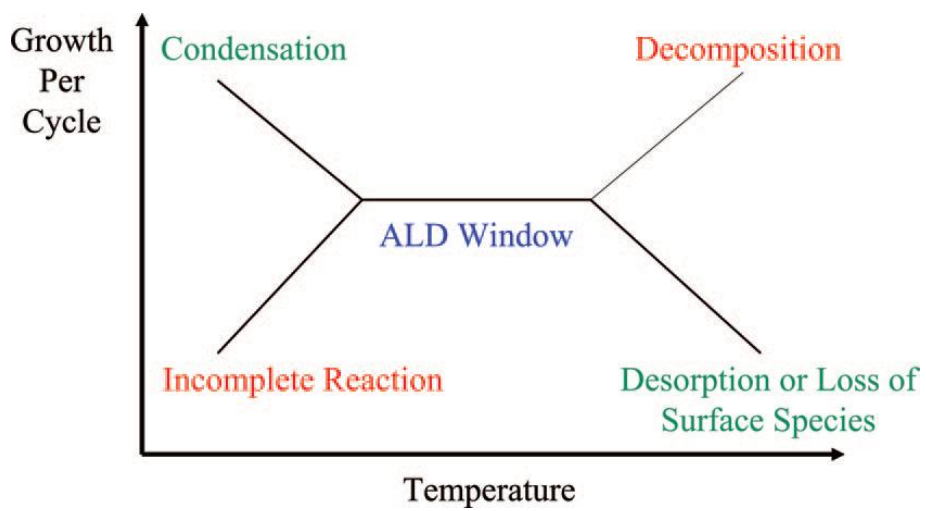 Growth
Per
Cycle
Condensation
Decomposition
ALD Window
Incomplete Reaction
Desorption or Loss of
Surface Species
Temperature